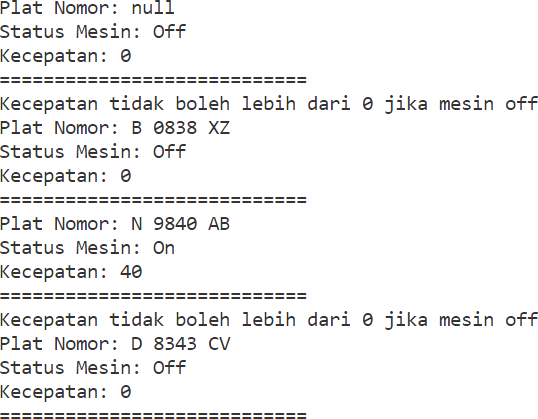 Plat Nomor: null
Status Mesin: Off
Kecepatan: 0
============================
Kecepatan tidak boleh lebih dari 0 jika mesin off
Plat Nomor: B 0838 XZ
Status Mesin: Off
Kecepatan: 0
============================
Plat Nomor: N 9840 AB
Status Mesin: On
Kecepatan: 40
============================
Kecepatan tidak boleh lebih dari 0 jika mesin off
Plat Nomor: D 8343 CV
Status Mesin: Off
Kecepatan: 0
============================